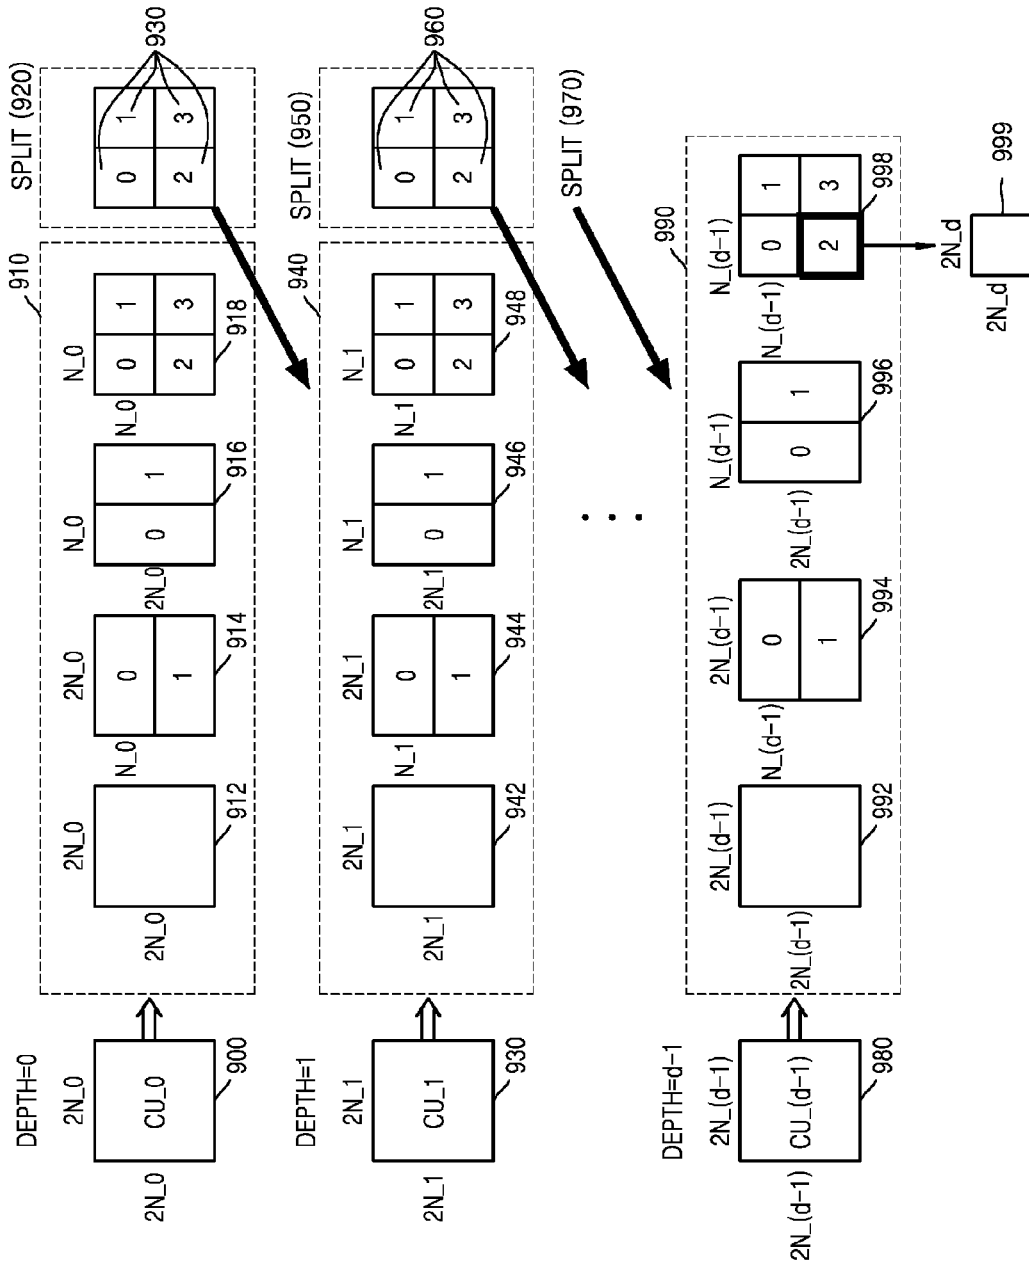 DEPTH=0
2N_0
2N_0
CU_0
900
910
2N_0
2N_0
912
2N_0
N_0
0
1
914
N_0
2N_0
0
1
916
N_0
N_0
0
1
2
3
918
SPLIT (920)
0
1
2
3
930
DEPTH=1
2N_1
2N_1
CU_1
930
940
2N_1
2N_1
942
2N_1
N_1
0
1
944
N_1
2N_1
0
1
946
N_1
N_1
0
1
2
3
948
SPLIT (950)
0
1
2
3
960
. . .
SPLIT (970)
DEPTH=d-1
2N_(d-1)
2N_(d-1)
CU_(d-1)
980
990
2N_(d-1)
2N_(d-1)
992
2N_(d-1)
N_(d-1)
0
1
994
N_(d-1)
2N_(d-1)
0
1
996
N_(d-1)
N_(d-1)
0
1
2
3
998
2N_d
2N_d
999